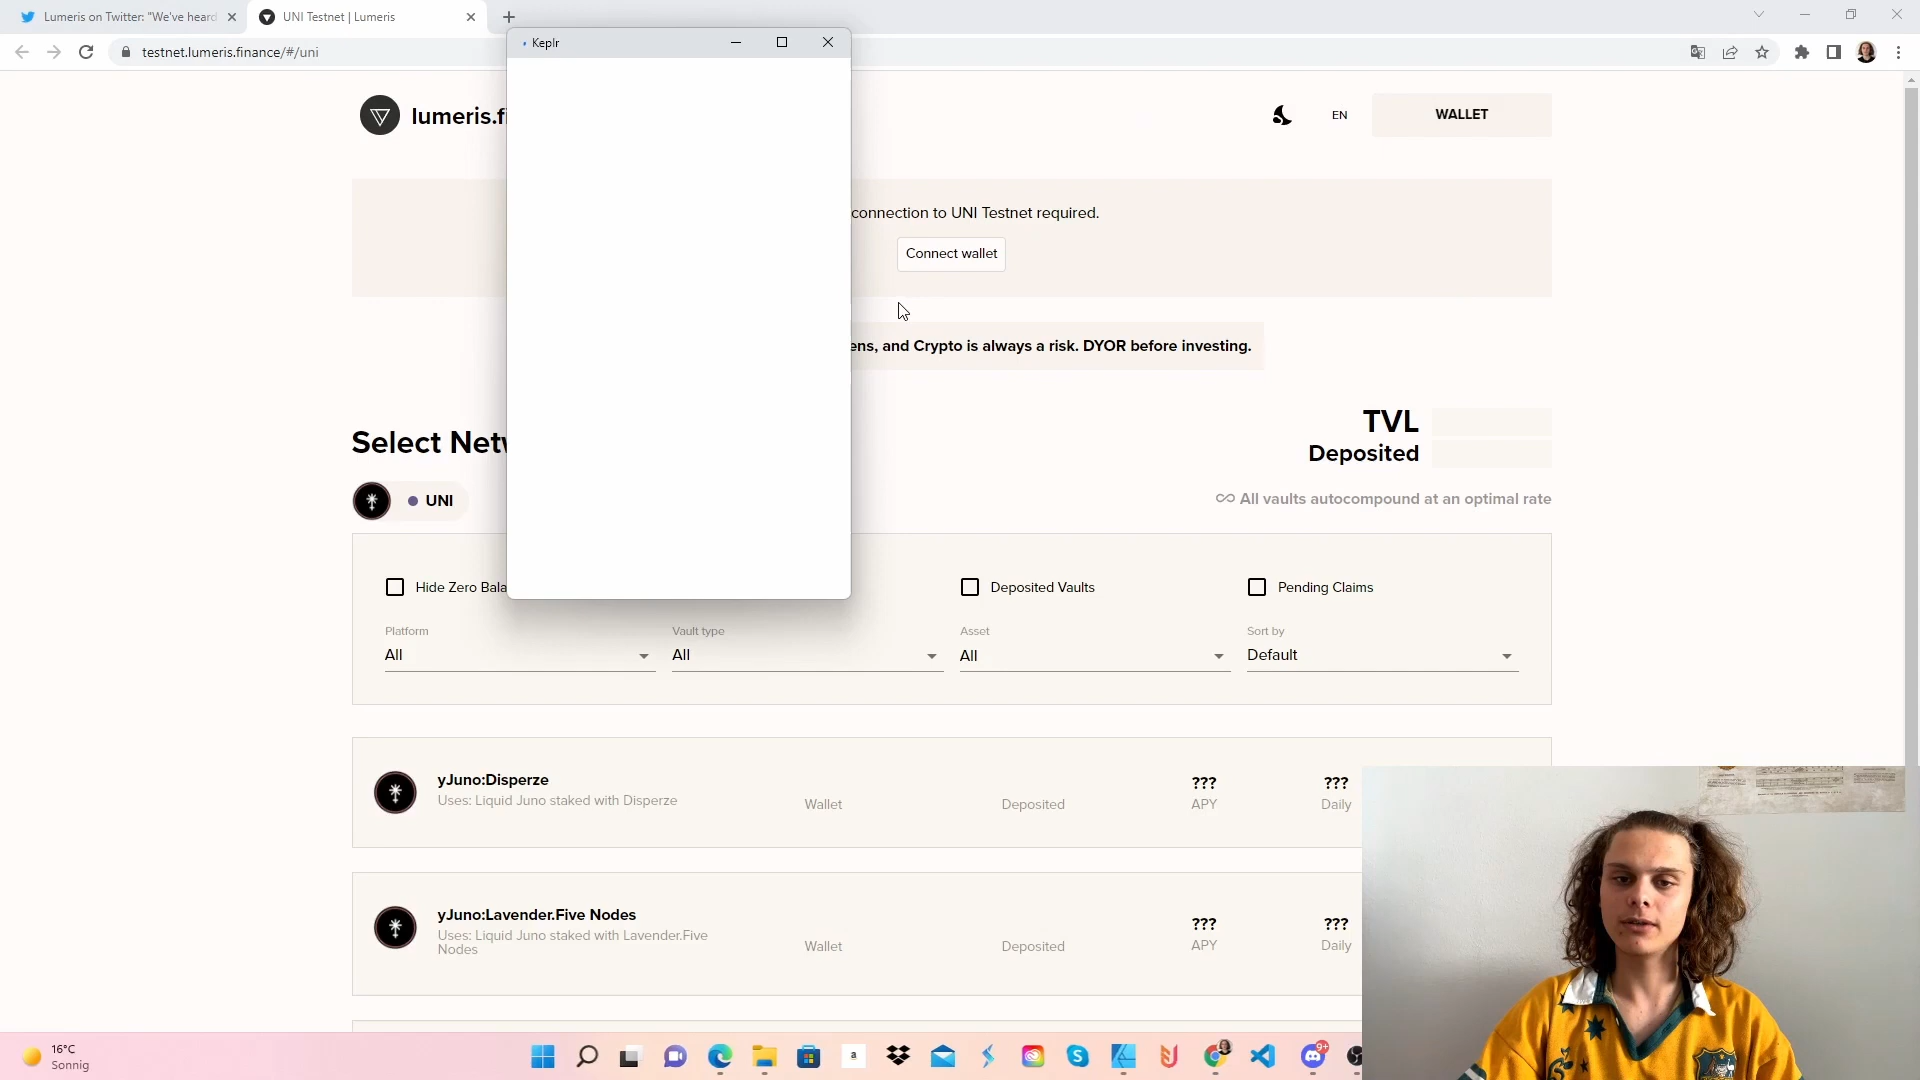 Lumeris on Twitter: "We've heard
UNI Testnet | Lumeris
testnet.lumeris.finance/#/uni
Keplr
lumeris.fi
EN
WALLET
connection to UNI Testnet required.
Connect wallet
and Crypto is always a risk. DYOR before investing.
Select Netw
TVL
Deposited
UNI
∞ All vaults autocompound at an optimal rate
Hide Zero Bala
Deposited Vaults
Pending Claims
Platform
All
Vault type
All
Asset
All
Sort by
Default
yJuno:Disperze
Uses: Liquid Juno staked with Disperze
Wallet
Deposited
???
APY
???
Daily
yJuno:Lavender.Five Nodes
Uses: Liquid Juno staked with Lavender.Five
Nodes
Wallet
Deposited
???
APY
???
Daily
16°C
Sonnig
a
S
9+